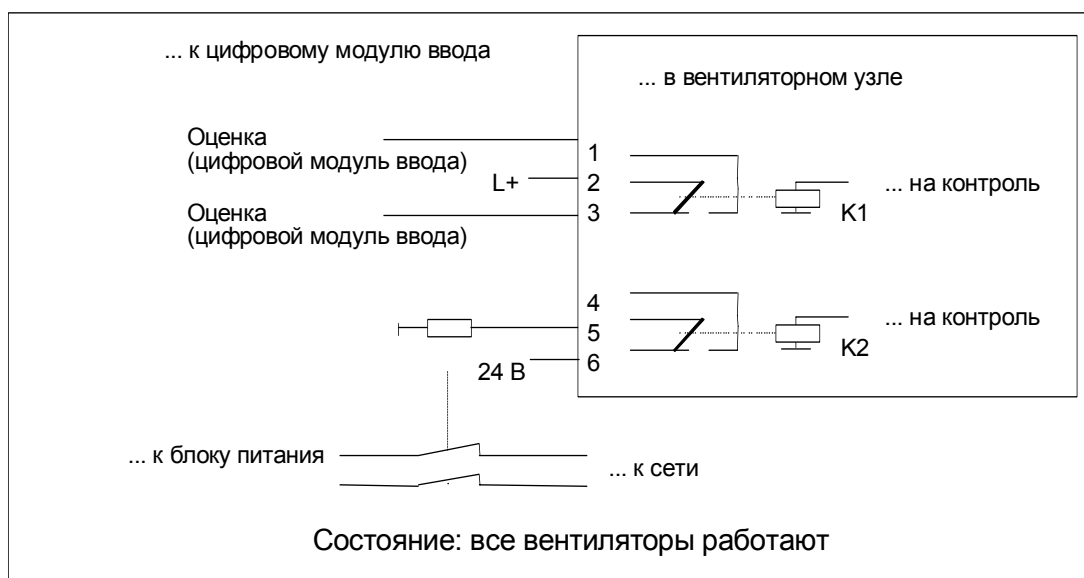 ... к цифровому модулю ввода
... в вентиляторном узле
Оценка
(цифровой модуль ввода)
L+
Оценка
(цифровой модуль ввода)
1
2
3
... на контроль
K1
4
5
6
24 В
... на контроль
K2
... к блоку питания
... к сети
Состояние: все вентиляторы работают